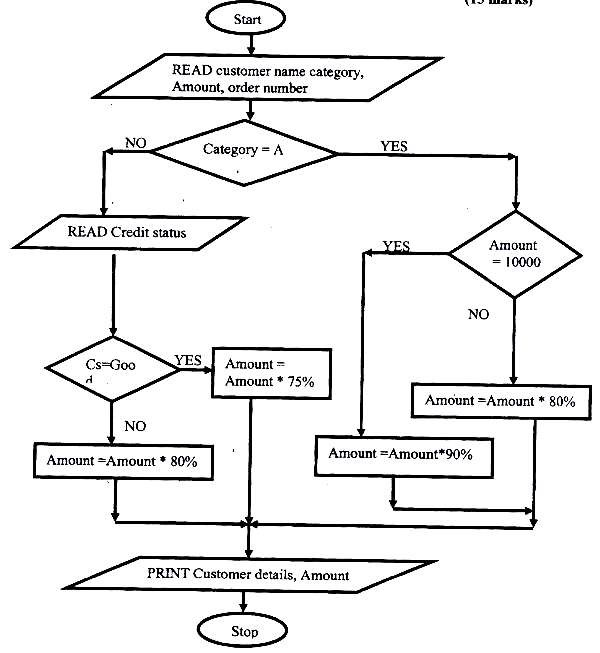 (15 marks)
Start
READ customer name category,
Amount, order number
NO
Category = A
YES
READ Credit status
YES
Amount
= 10000
NO
Cs=Goo
d
YES
Amount =
Amount * 75%
Amount =Amount * 80%
NO
Amount =Amount * 80%
Amount =Amount*90%
PRINT Customer details, Amount
Stop